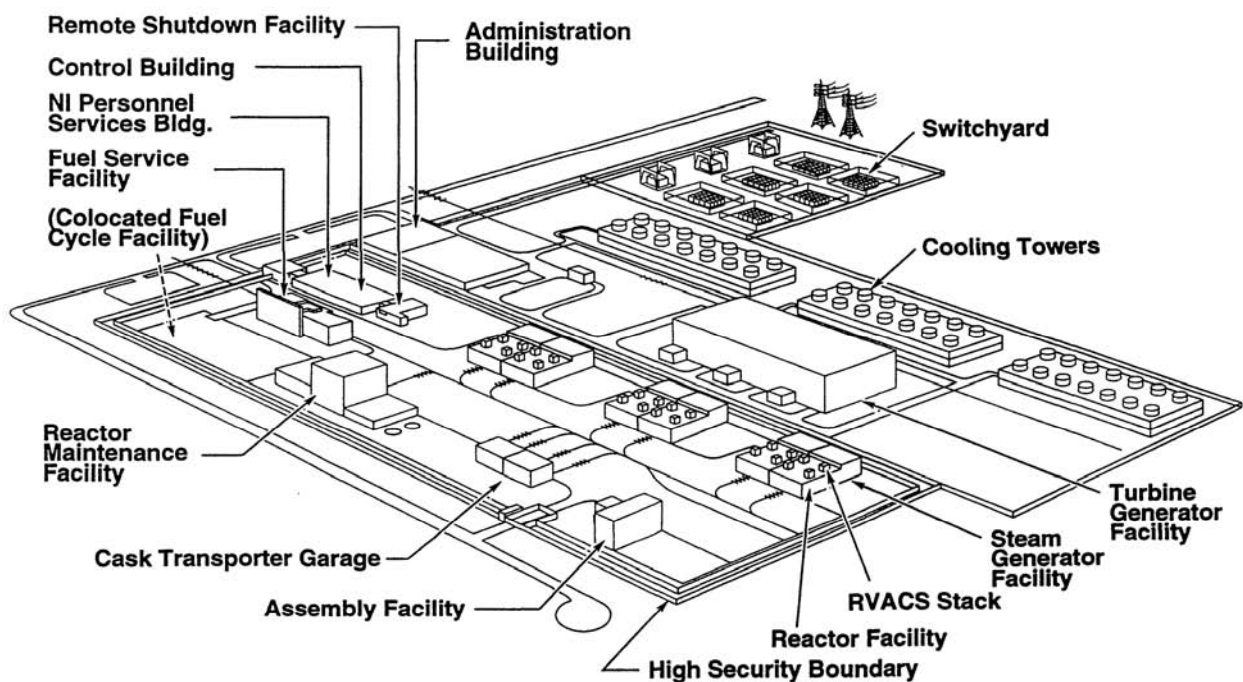 Remote Shutdown Facility
Administration
Building
Control Building
NI Personnel
Services Bldg.
Fuel Service
Facility
(Colocated Fuel
Cycle Facility)
Switchyard
Cooling Towers
Reactor
Maintenance
Facility
Cask Transporter Garage
Assembly Facility
Turbine
Generator
Facility
Steam
Generator
Facility
RVACS Stack
Reactor Facility
High Security Boundary